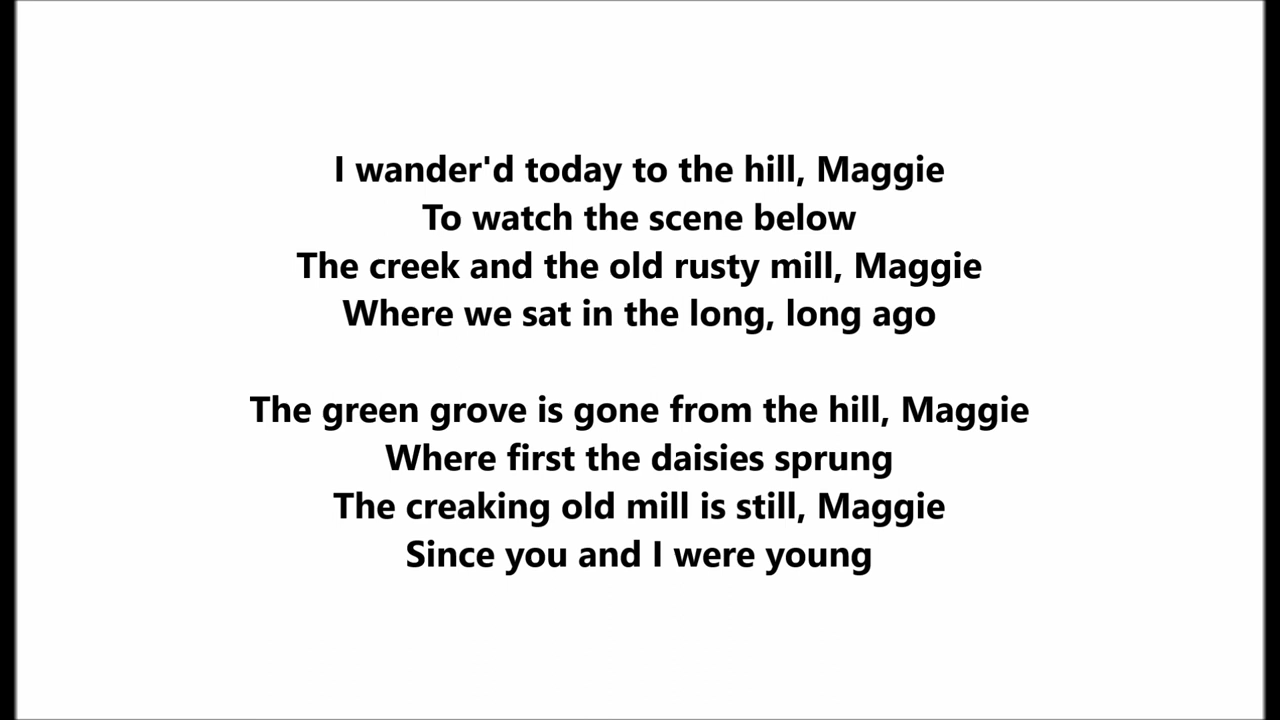 I wander'd today to the hill, Maggie
To watch the scene below
The creek and the old rusty mill, Maggie
Where we sat in the long, long ago
The green grove is gone from the hill, Maggie
Where first the daisies sprung
The creaking old mill is still, Maggie
Since you and I were young